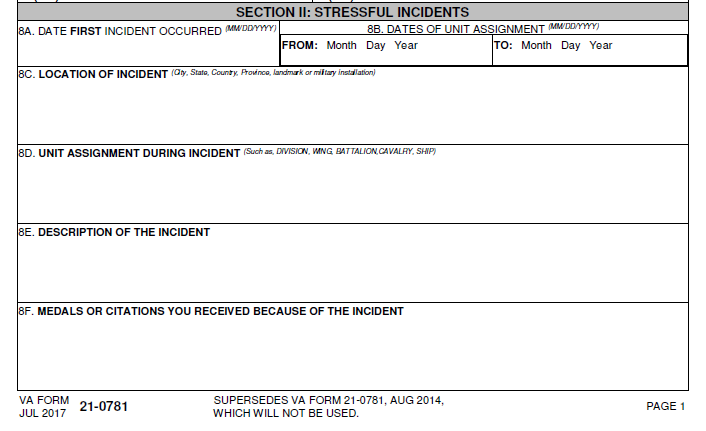 SECTION II: STRESSFUL INCIDENTS
8A. DATE FIRST INCIDENT OCCURRED (MM/DD/YYYY)
8B. DATES OF UNIT ASSIGNMENT (MM/DD/YYYY)
FROM: Month Day Year
TO: Month Day Year
8C. LOCATION OF INCIDENT (City, State, Country, Province, landmark or military installation)
8D. UNIT ASSIGNMENT DURING INCIDENT (Such as, DIVISION, WING, BATTALION,CAVALRY, SHIP)
8E. DESCRIPTION OF THE INCIDENT
8F. MEDALS OR CITATIONS YOU RECEIVED BECAUSE OF THE INCIDENT
VA FORM
JUL 2017
21-0781
SUPERSEDES VA FORM 21-0781, AUG 2014,
WHICH WILL NOT BE USED.
PAGE 1